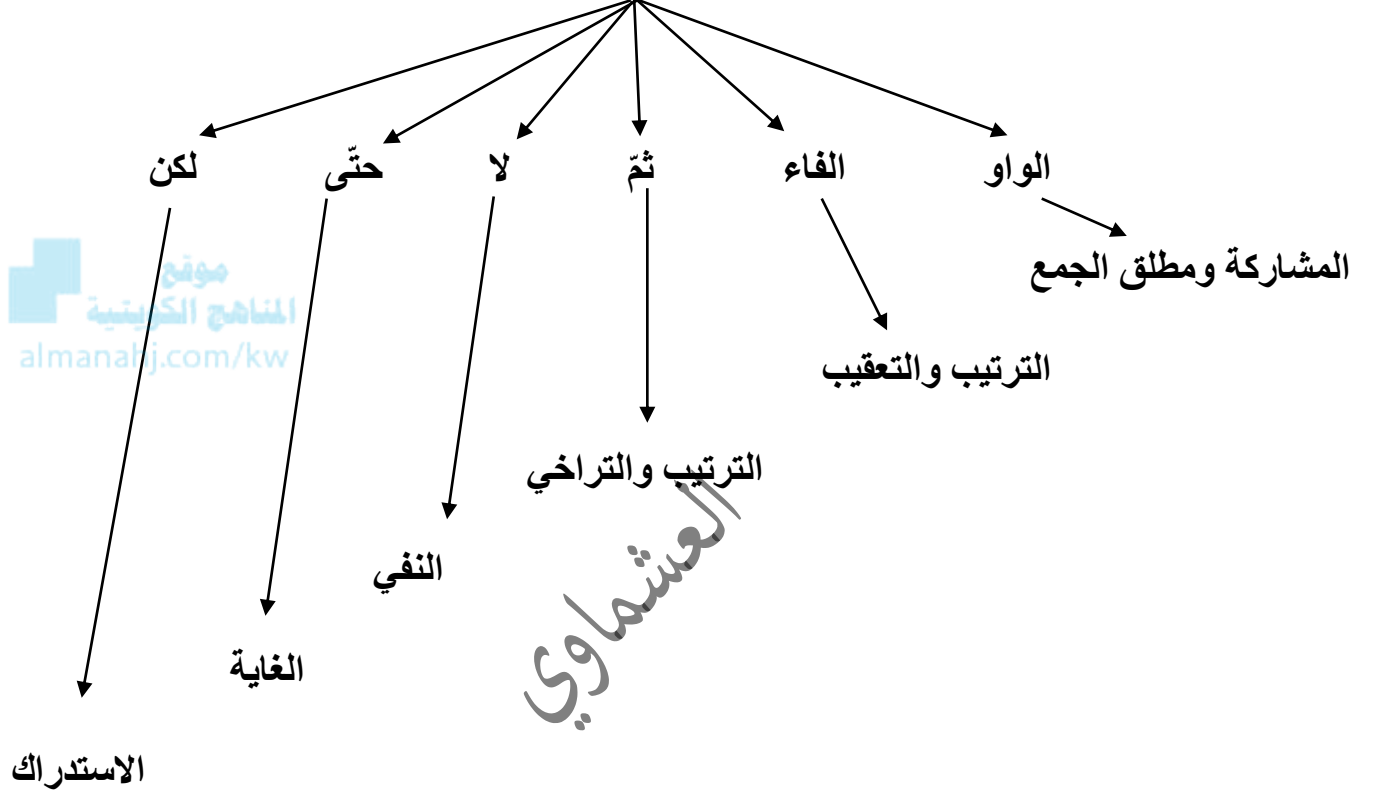 الواو
الفاء
ثمّ
لا
حتّى
لكن
المشاركة ومطلق الجمع
الترتيب والتعقيب
الترتيب والتراخي
النفي
الغاية
الاستدراك
موقع
المناهج الكويتية
almanahj.com/kw
العشماوي